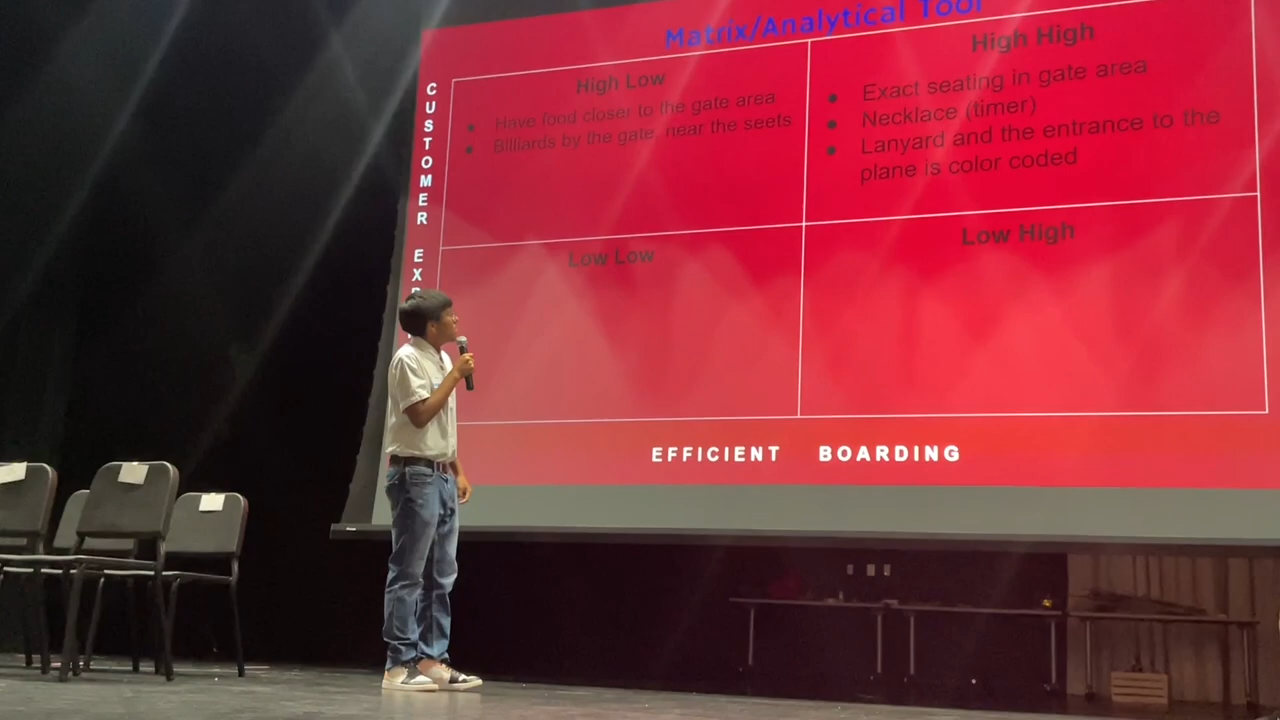 Matrix/Analytical Tool
CUSTOMER
High Low
Have food closer to the gate area
Billiards by the gate, near the seets
High High
Exact seating in gate area
Necklace (timer)
Lanyard and the entrance to the
plane is color coded
Low Low
Low High
EFFICIENT BOARDING